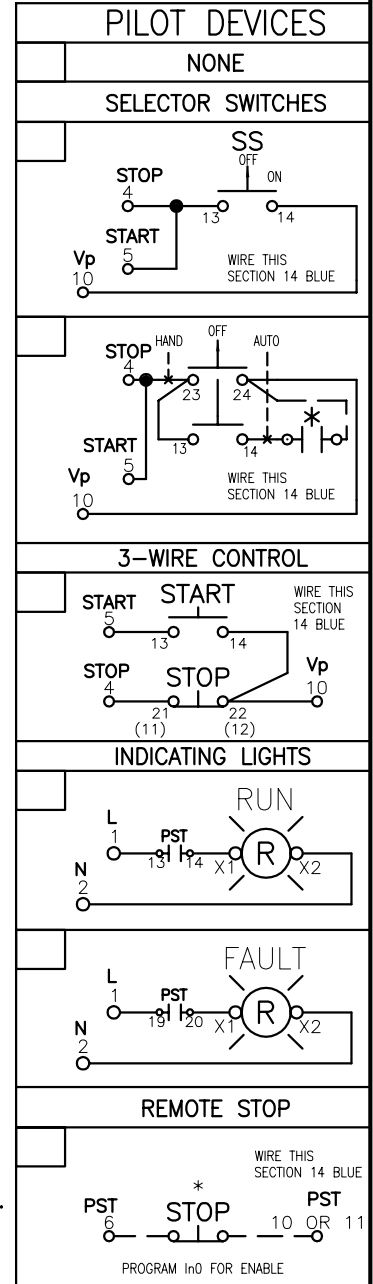 PILOT DEVICES
NONE
SELECTOR SWITCHES
SS
OFF
ON
STOP
4
13
14
START
5
Vp
10
WIRE THIS
SECTION 14 BLUE
OFF
HAND
AUTO
STOP
4
23
24
*
START
5
13
14
Vp
10
WIRE THIS
SECTION 14 BLUE
3-WIRE CONTROL
START
START
WIRE THIS
SECTION
14 BLUE
5
13
14
STOP
4
STOP
Vp
10
21
22
(11)
(12)
INDICATING LIGHTS
RUN
L
1
PST
13
14
X1
R
X2
N
2
FAULT
L
1
PST
19
20
X1
R
X2
N
2
REMOTE STOP
WIRE THIS
SECTION 14 BLUE
*
PST
6
STOP
PST
10 OR 11
PROGRAM In0 FOR ENABLE